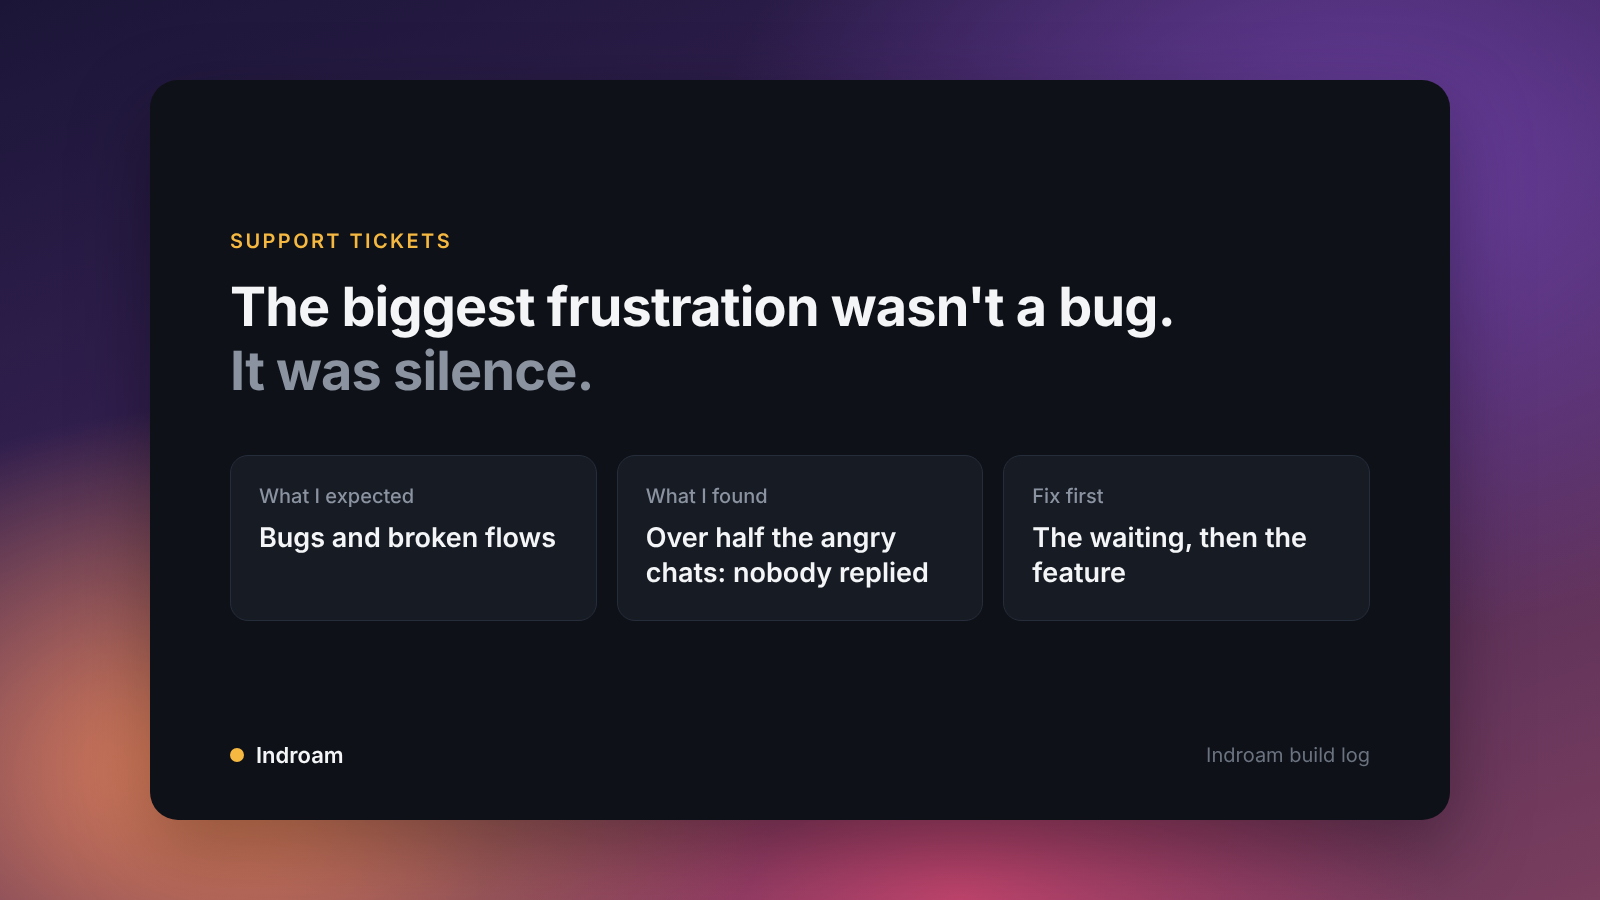 SUPPORT TICKETS
The biggest frustration wasn't a bug.
It was silence.
What I expected
Bugs and broken flows
What I found
Over half the angry
chats: nobody replied
Fix first
The waiting, then the
feature
Indroam
Indroam build log